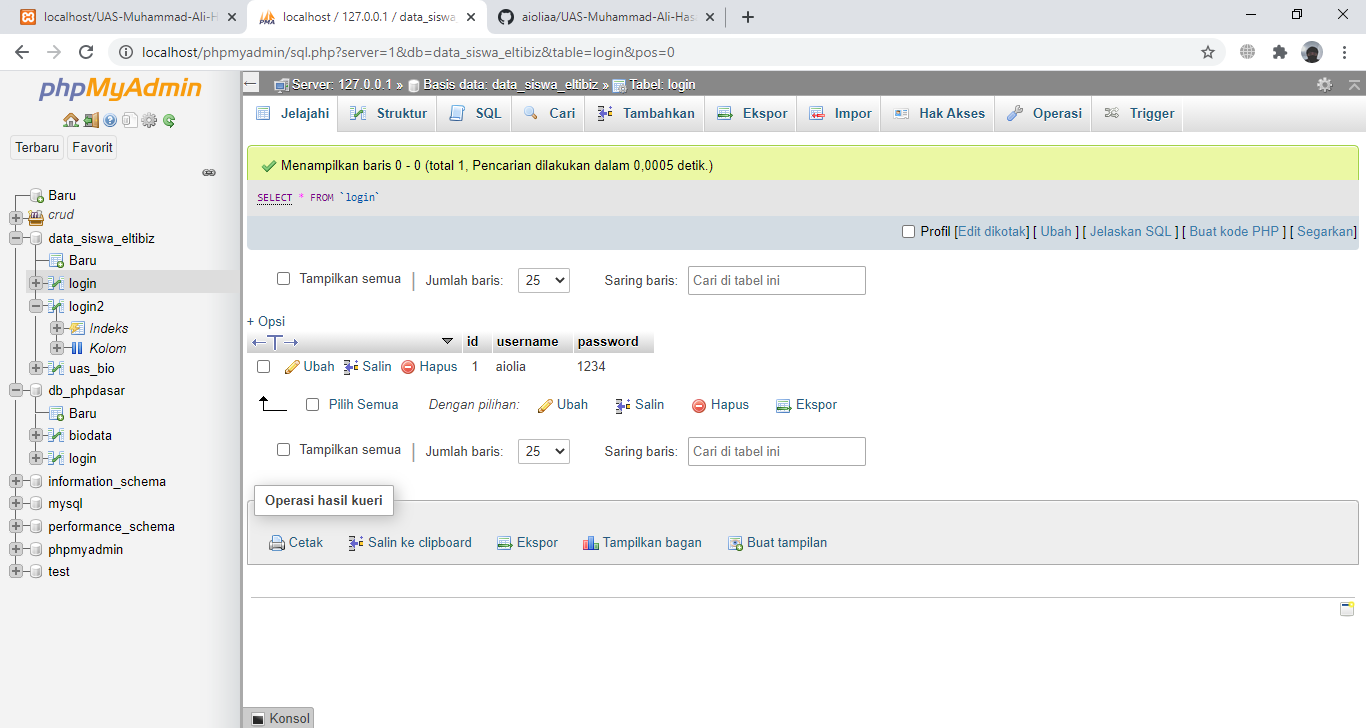 localhost/UAS-Muhammad-Ali-H
localhost / 127.0.0.1 / data_siswa_
aioliaa/UAS-Muhammad-Ali-Has
localhost/phpmyadmin/sql.php?server=1&db=data_siswa_eltibiz&table=login&pos=0
phpMyAdmin
Terbaru Favorit
Baru
crud
data_siswa_eltibiz
Baru
login
login2
Indeks
Kolom
uas_bio
db_phpdasar
Baru
biodata
login
information_schema
mysql
performance_schema
phpmyadmin
test
Server: 127.0.0.1 » Basis data: data_siswa_eltibiz » Tabel: login
Jelajahi Struktur SQL Cari Tambahkan Ekspor Impor Hak Akses Operasi Trigger
Menampilkan baris 0 - 0 (total 1, Pencarian dilakukan dalam 0,0005 detik.)
SELECT * FROM `login`
Profil [Edit dikotak] [ Ubah ] [ Jelaskan SQL ] [ Buat kode PHP ] [ Segarkan]
Tampilkan semua | Jumlah baris: 25 Saring baris: Cari di tabel ini
+ Opsi
←T→ id username password
Ubah Salin Hapus 1 aiolia 1234
Pilih Semua Dengan pilihan: Ubah Salin Hapus Ekspor
Tampilkan semua | Jumlah baris: 25 Saring baris: Cari di tabel ini
Operasi hasil kueri
Cetak Salin ke clipboard Ekspor Tampilkan bagan Buat tampilan
Konsol